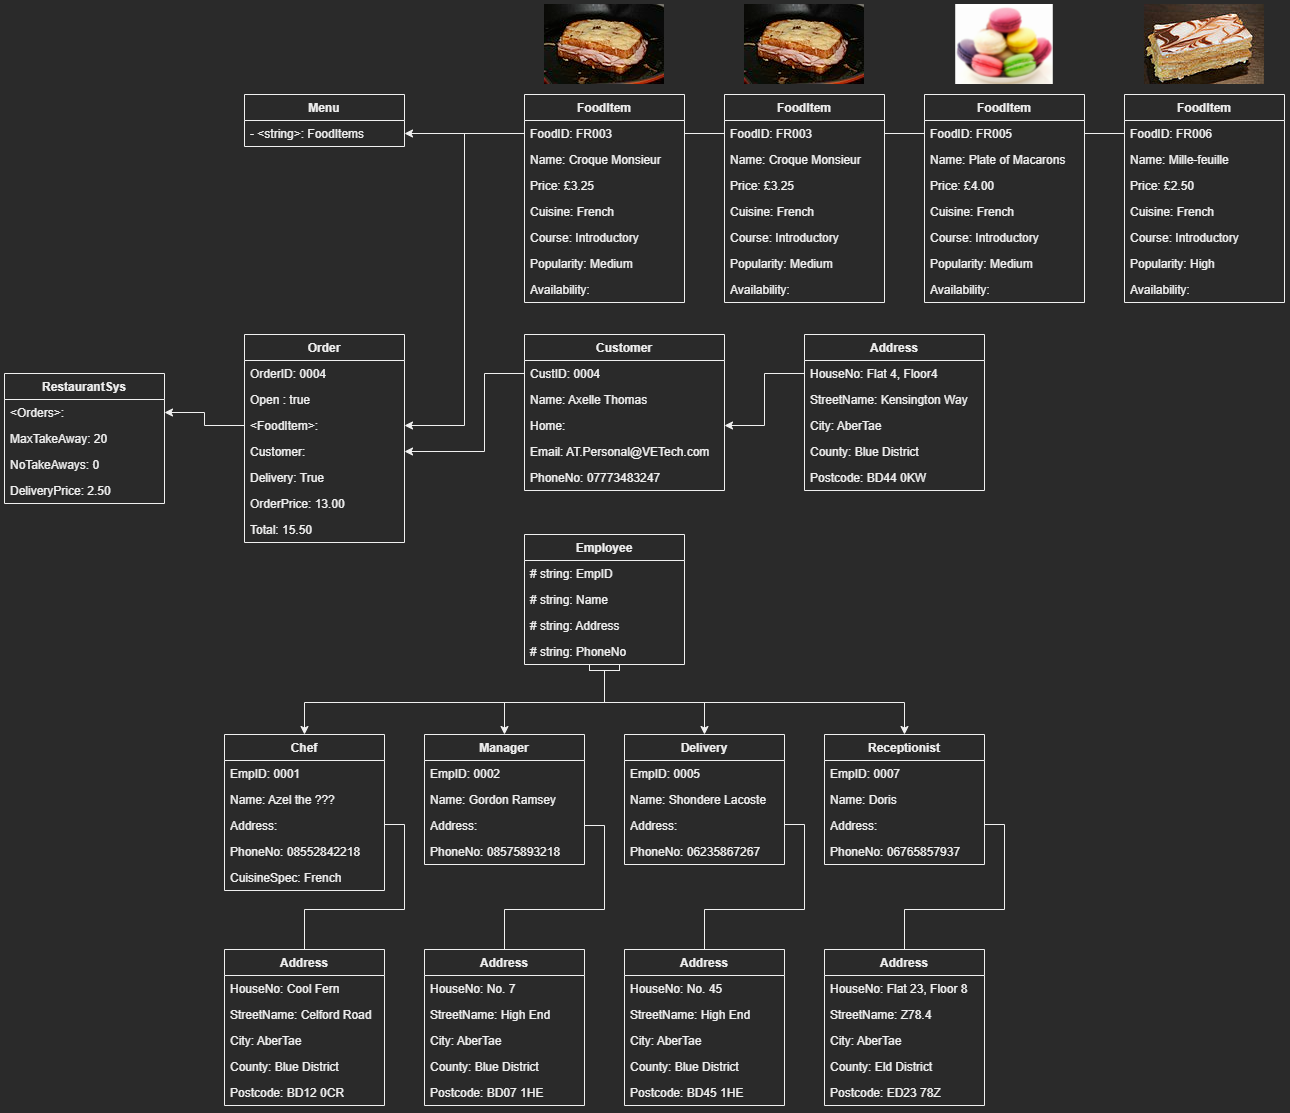 Menu
- <string>: FoodItems
FoodItem
FoodID: FR003
Name: Croque Monsieur
Price: £3.25
Cuisine: French
Course: Introductory
Popularity: Medium
Availability:
FoodItem
FoodID: FR003
Name: Croque Monsieur
Price: £3.25
Cuisine: French
Course: Introductory
Popularity: Medium
Availability:
FoodItem
FoodID: FR005
Name: Plate of Macarons
Price: £4.00
Cuisine: French
Course: Introductory
Popularity: Medium
Availability:
FoodItem
FoodID: FR006
Name: Mille-feuille
Price: £2.50
Cuisine: French
Course: Introductory
Popularity: High
Availability:
RestaurantSys
<Orders>:
MaxTakeAway: 20
NoTakeAways: 0
DeliveryPrice: 2.50
Order
OrderID: 0004
Open : true
<FoodItem>:
Customer:
Delivery: True
OrderPrice: 13.00
Total: 15.50
Customer
CustID: 0004
Name: Axelle Thomas
Home:
Email: AT.Personal@VETech.com
PhoneNo: 07773483247
Address
HouseNo: Flat 4, Floor4
StreetName: Kensington Way
City: AberTae
County: Blue District
Postcode: BD44 0KW
Employee
# string: EmpID
# string: Name
# string: Address
# string: PhoneNo
Chef
EmpID: 0001
Name: Azel the ???
Address:
PhoneNo: 08552842218
CuisineSpec: French
Manager
EmpID: 0002
Name: Gordon Ramsey
Address:
PhoneNo: 08575893218
Delivery
EmpID: 0005
Name: Shondere Lacoste
Address:
PhoneNo: 06235867267
Receptionist
EmpID: 0007
Name: Doris
Address:
PhoneNo: 06765857937
Address
HouseNo: Cool Fern
StreetName: Celford Road
City: AberTae
County: Blue District
Postcode: BD12 0CR
Address
HouseNo: No. 7
StreetName: High End
City: AberTae
County: Blue District
Postcode: BD07 1HE
Address
HouseNo: No. 45
StreetName: High End
City: AberTae
County: Blue District
Postcode: BD45 1HE
Address
HouseNo: Flat 23, Floor 8
StreetName: Z78.4
City: AberTae
County: Eld District
Postcode: ED23 78Z